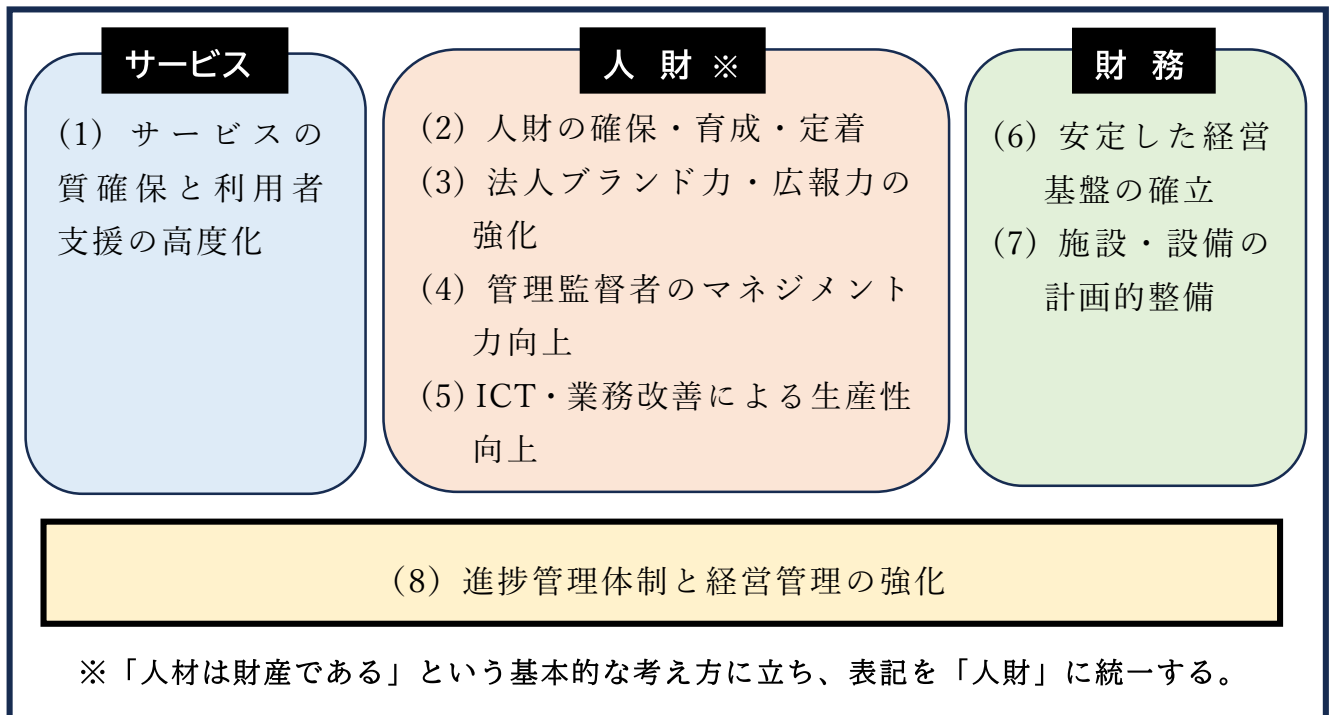 サービス
(1) サービスの
質確保と利用者
支援の高度化
人 財 ※
(2) 人財の確保・育成・定着
(3) 法人ブランド力・広報力の
強化
(4) 管理監督者のマネジメント
力向上
(5) ICT・業務改善による生産性
向上
財 務
(6) 安定した経営
基盤の確立
(7) 施設・設備の
計画的整備
(8) 進捗管理体制と経営管理の強化
※「人材は財産である」という基本的な考え方に立ち、表記を「人財」に統一する。